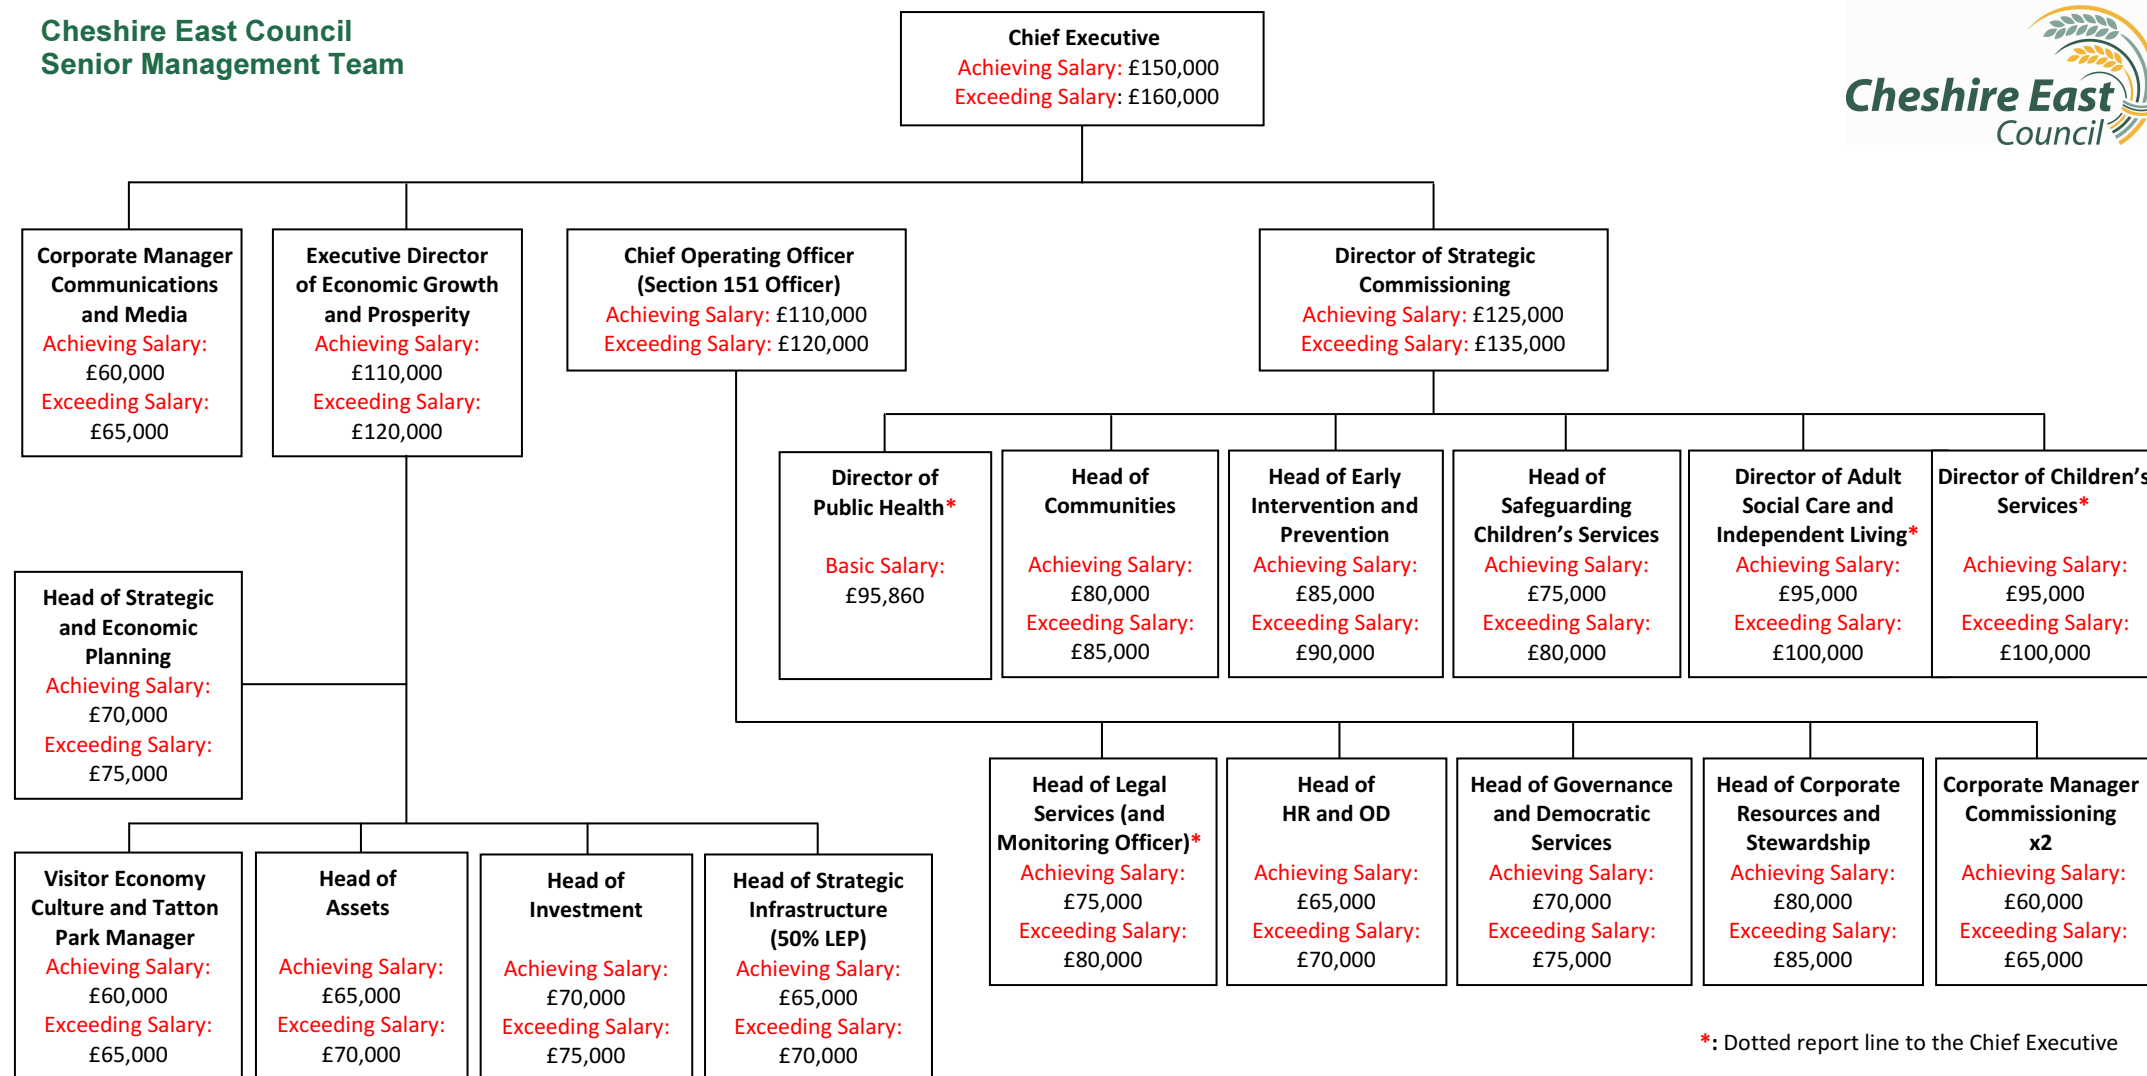 Cheshire East Council
Senior Management Team
Chief Executive
Achieving Salary: £150,000
Exceeding Salary: £160,000
Cheshire East
Council
Corporate Manager
Communications
and Media
Achieving Salary:
£60,000
Exceeding Salary:
£65,000
Executive Director
of Economic Growth
and Prosperity
Achieving Salary:
£110,000
Exceeding Salary:
£120,000
Chief Operating Officer
(Section 151 Officer)
Achieving Salary: £110,000
Exceeding Salary: £120,000
Director of Strategic
Commissioning
Achieving Salary: £125,000
Exceeding Salary: £135,000
Director of
Public Health*
Basic Salary:
£95,860
Head of
Communities
Achieving Salary:
£80,000
Exceeding Salary:
£85,000
Head of Early
Intervention and
Prevention
Achieving Salary:
£85,000
Exceeding Salary:
£90,000
Head of
Safeguarding
Children’s Services
Achieving Salary:
£75,000
Exceeding Salary:
£80,000
Director of Adult
Social Care and
Independent Living*
Achieving Salary:
£95,000
Exceeding Salary:
£100,000
Director of Children’s
Services*
Achieving Salary:
£95,000
Exceeding Salary:
£100,000
Head of Strategic
and Economic
Planning
Achieving Salary:
£70,000
Exceeding Salary:
£75,000
Head of Legal
Services (and
Monitoring Officer)*
Achieving Salary:
£75,000
Exceeding Salary:
£80,000
Head of
HR and OD
Achieving Salary:
£65,000
Exceeding Salary:
£70,000
Head of Governance
and Democratic
Services
Achieving Salary:
£70,000
Exceeding Salary:
£75,000
Head of Corporate
Resources and
Stewardship
Achieving Salary:
£80,000
Exceeding Salary:
£85,000
Corporate Manager
Commissioning
x2
Achieving Salary:
£60,000
Exceeding Salary:
£65,000
Visitor Economy
Culture and Tatton
Park Manager
Achieving Salary:
£60,000
Exceeding Salary:
£65,000
Head of
Assets
Achieving Salary:
£65,000
Exceeding Salary:
£70,000
Head of
Investment
Achieving Salary:
£70,000
Exceeding Salary:
£75,000
Head of Strategic
Infrastructure
(50% LEP)
Achieving Salary:
£65,000
Exceeding Salary:
£70,000
*: Dotted report line to the Chief Executive